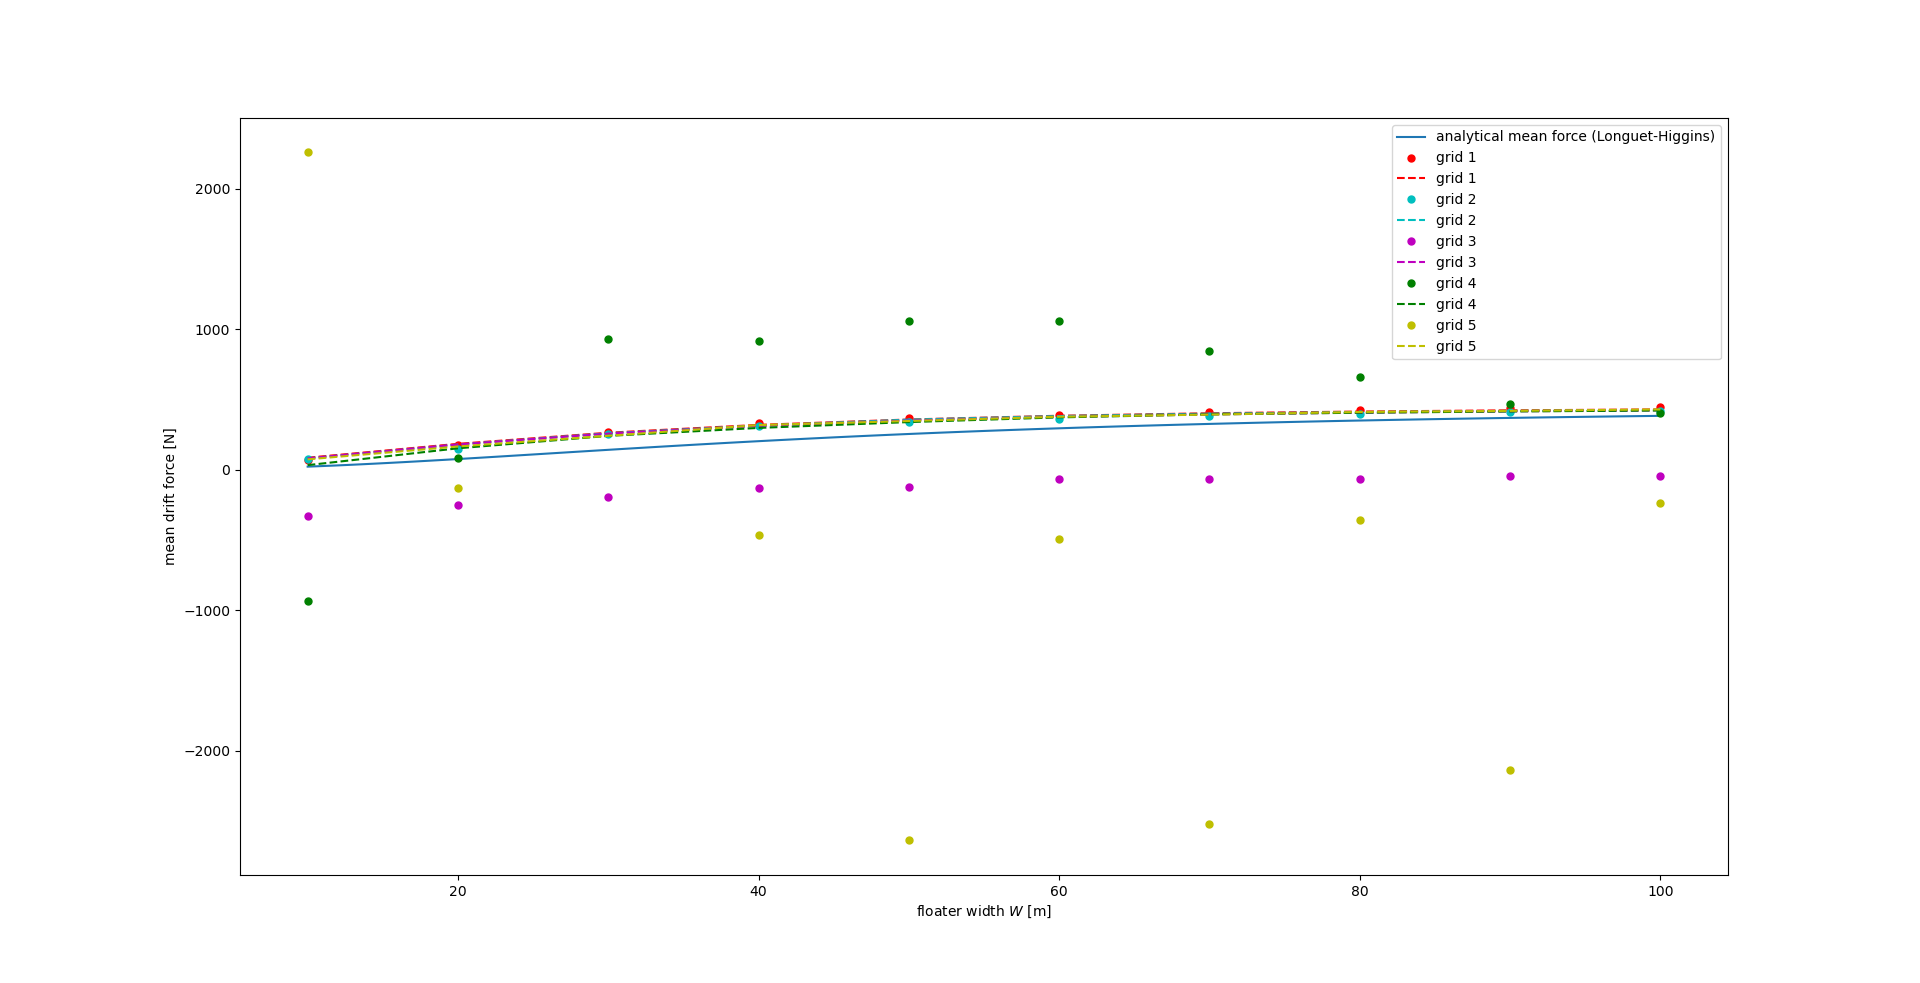 analytical mean force (Longuet-Higgins)
grid 1
grid 1
grid 2
grid 2
grid 3
grid 3
grid 4
grid 4
grid 5
grid 5
2000
1000
0
−1000
−2000
mean drift force [N]
20
40
60
80
100
floater width W [m]